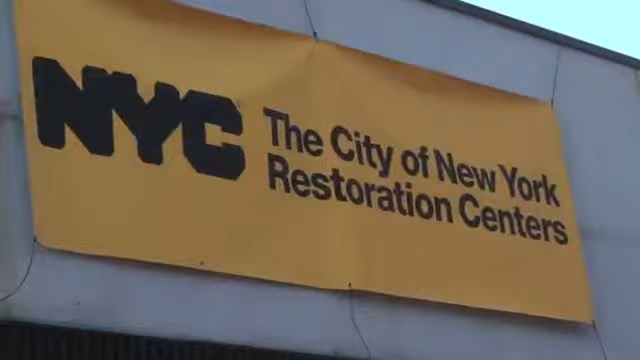 NYC
The City of New York
Restoration Centers